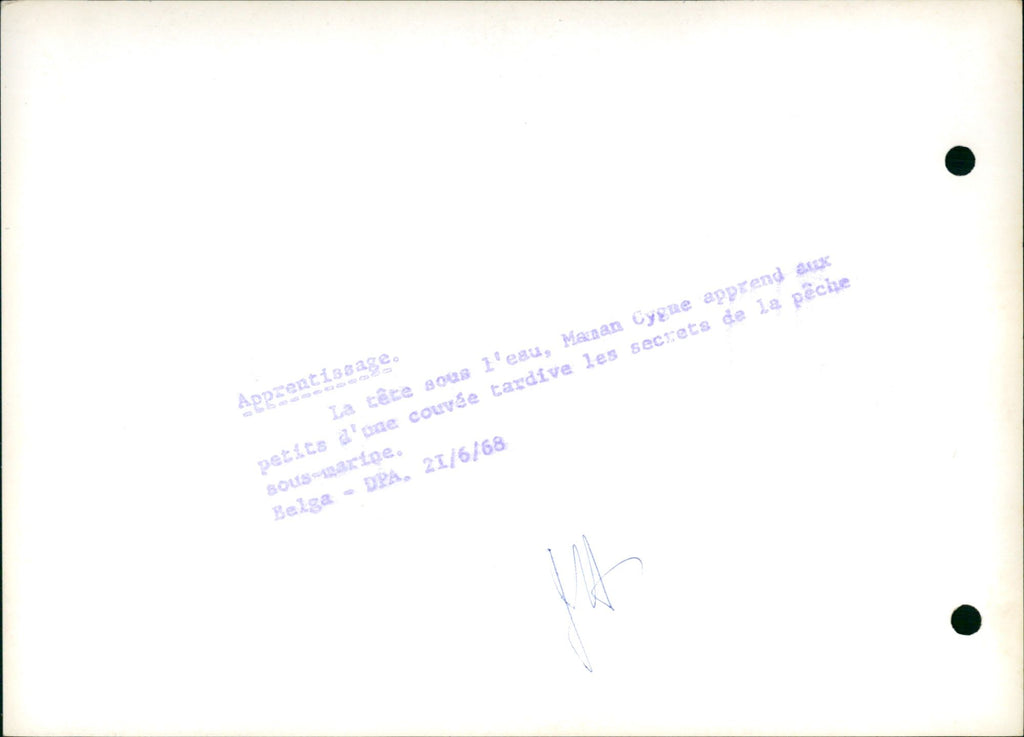 Apprentissage.
La tête sous l'eau, Maman Cygne apprend aux
petits d'une couvée tardive les secrets de la pêche
sous-marine.
Belga - DPA. 21/6/68